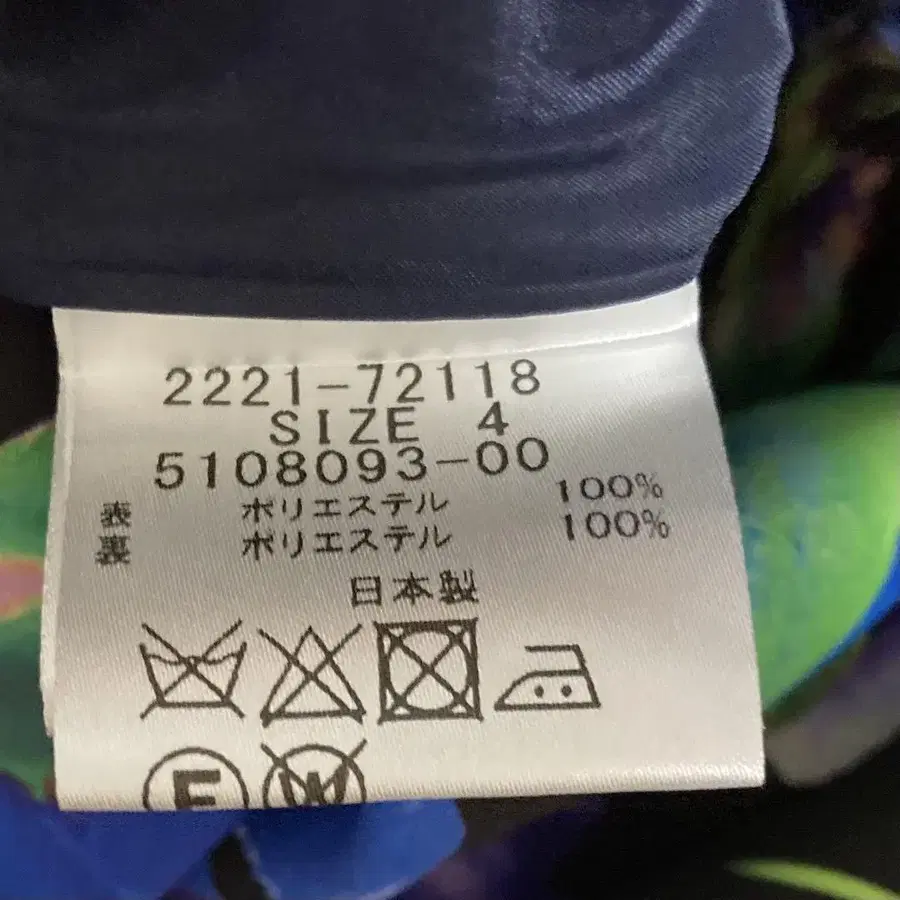 2221-72118
SIZE 4
5108093-00
表 ポリエステル 100%
裏 ポリエステル 100%
日本製
F W